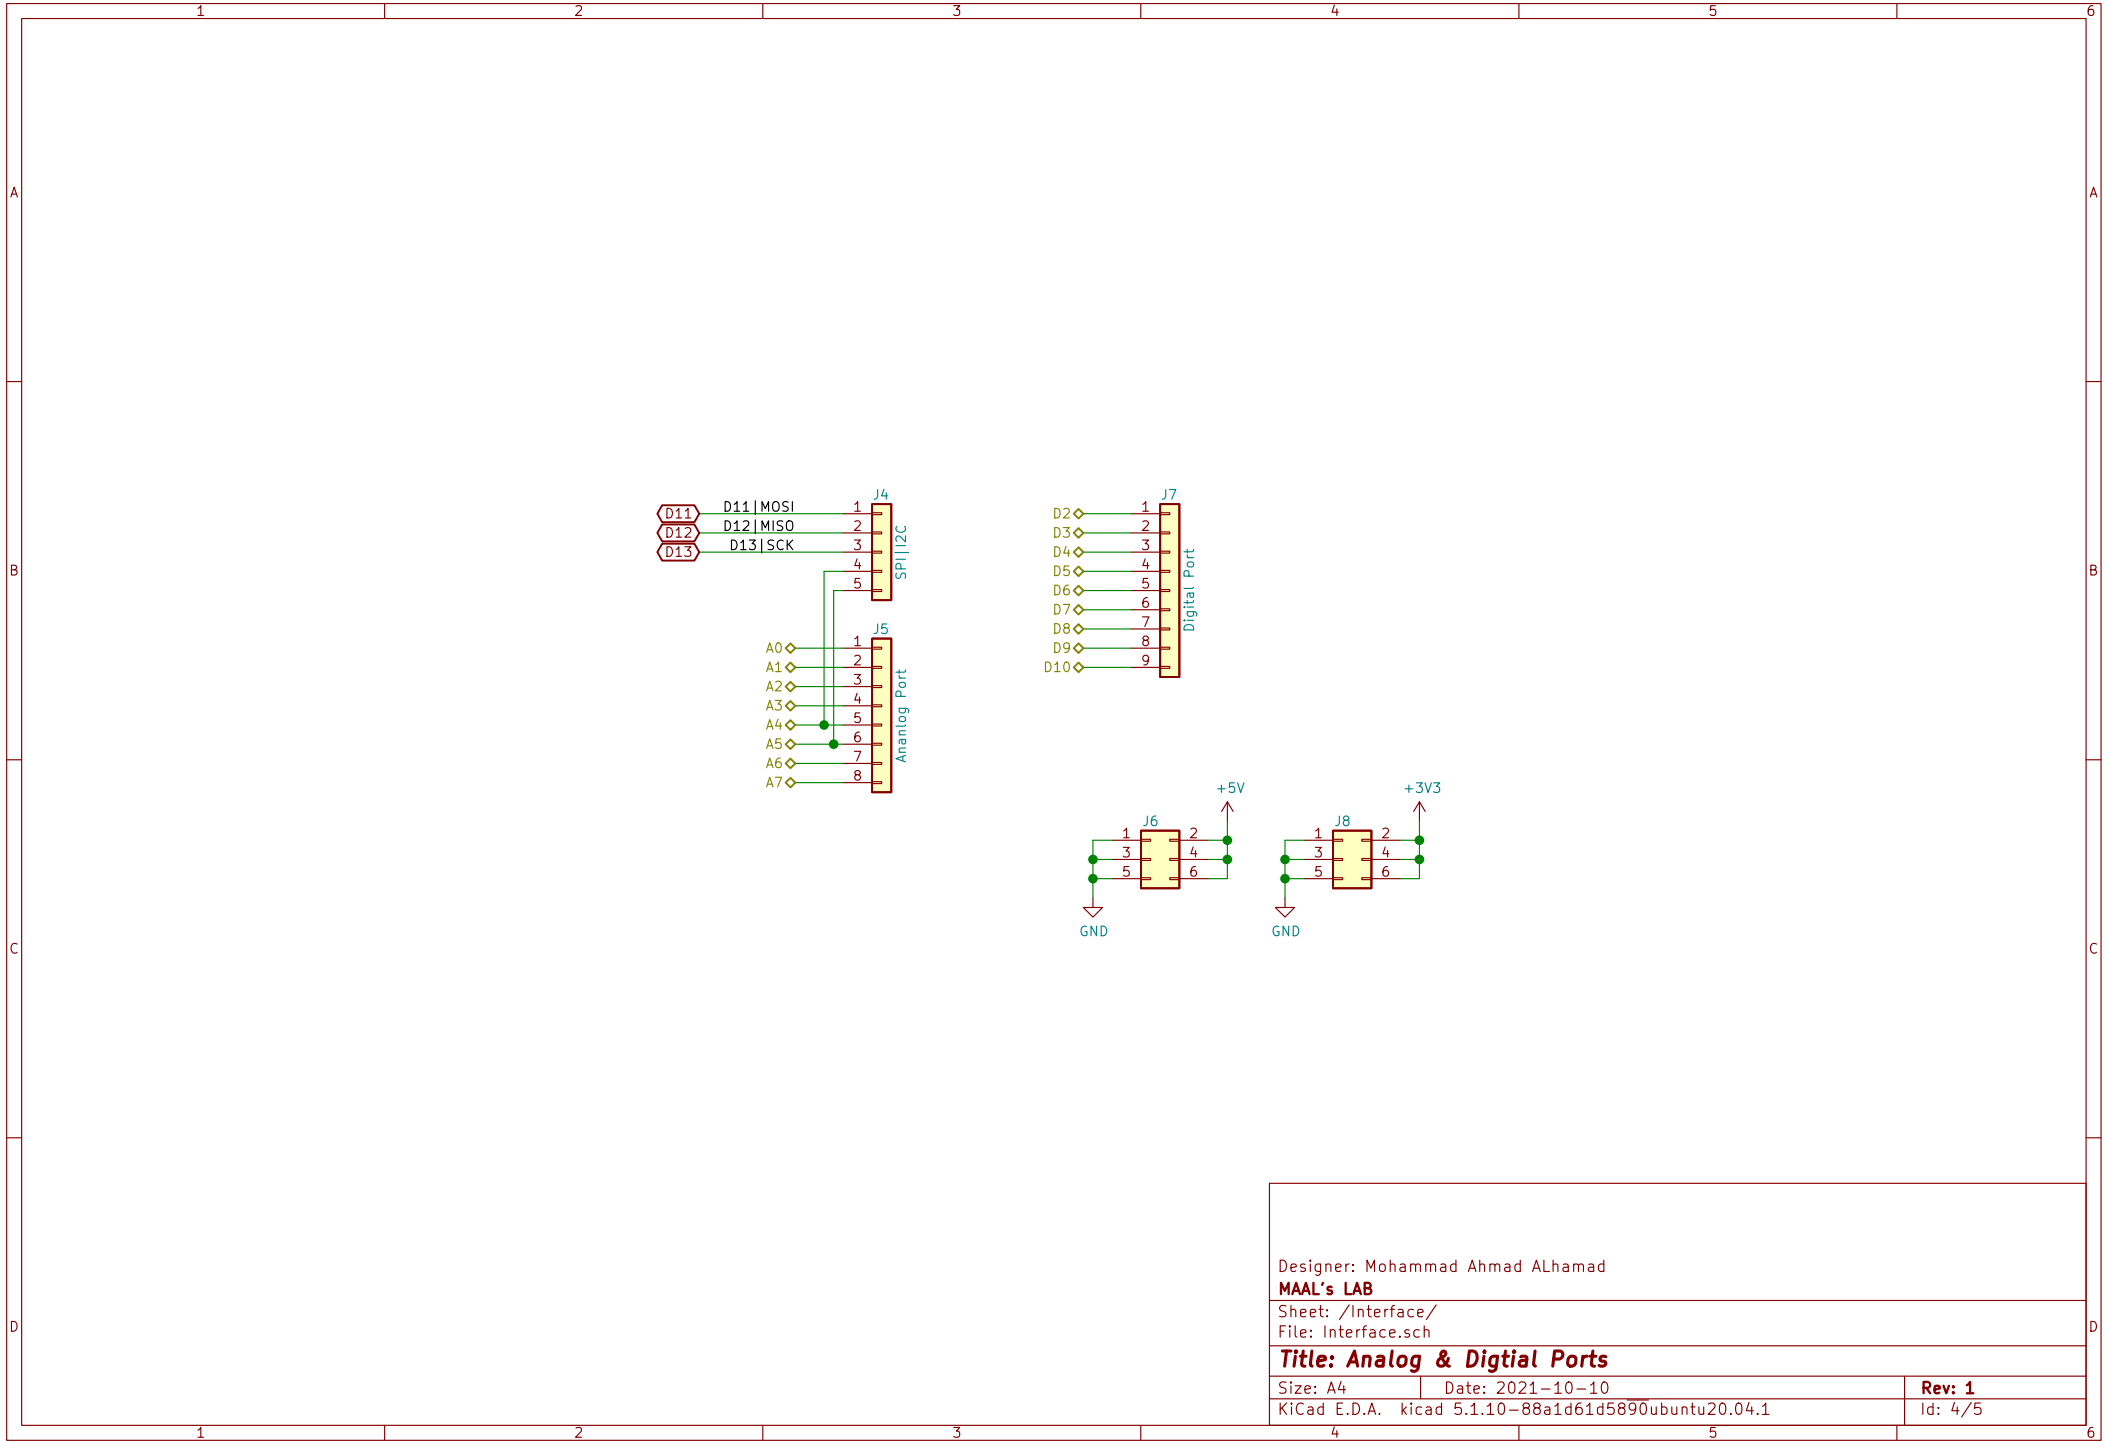 1 2 3 4 5 6
A A
B B
C C
D D
J4
D11 D11|MOSI 1
D12 D12|MISO 2
D13 D13|SCK 3
4
5
SPI|I2C
J5
A0 1
A1 2
A2 3
A3 4
A4 5
A5 6
A6 7
A7 8
Ananlog Port
J7
D2 1
D3 2
D4 3
D5 4
D6 5
D7 6
D8 7
D9 8
D10 9
Digital Port
+5V
J6
1 2
3 4
5 6
GND
+3V3
J8
1 2
3 4
5 6
GND
Designer: Mohammad Ahmad ALhamad
MAAL's LAB
Sheet: /Interface/
File: Interface.sch
Title: Analog & Digtial Ports
Size: A4 Date: 2021-10-10 Rev: 1
KiCad E.D.A. kicad 5.1.10-88a1d61d5890ubuntu20.04.1 Id: 4/5
1 2 3 4 5 6